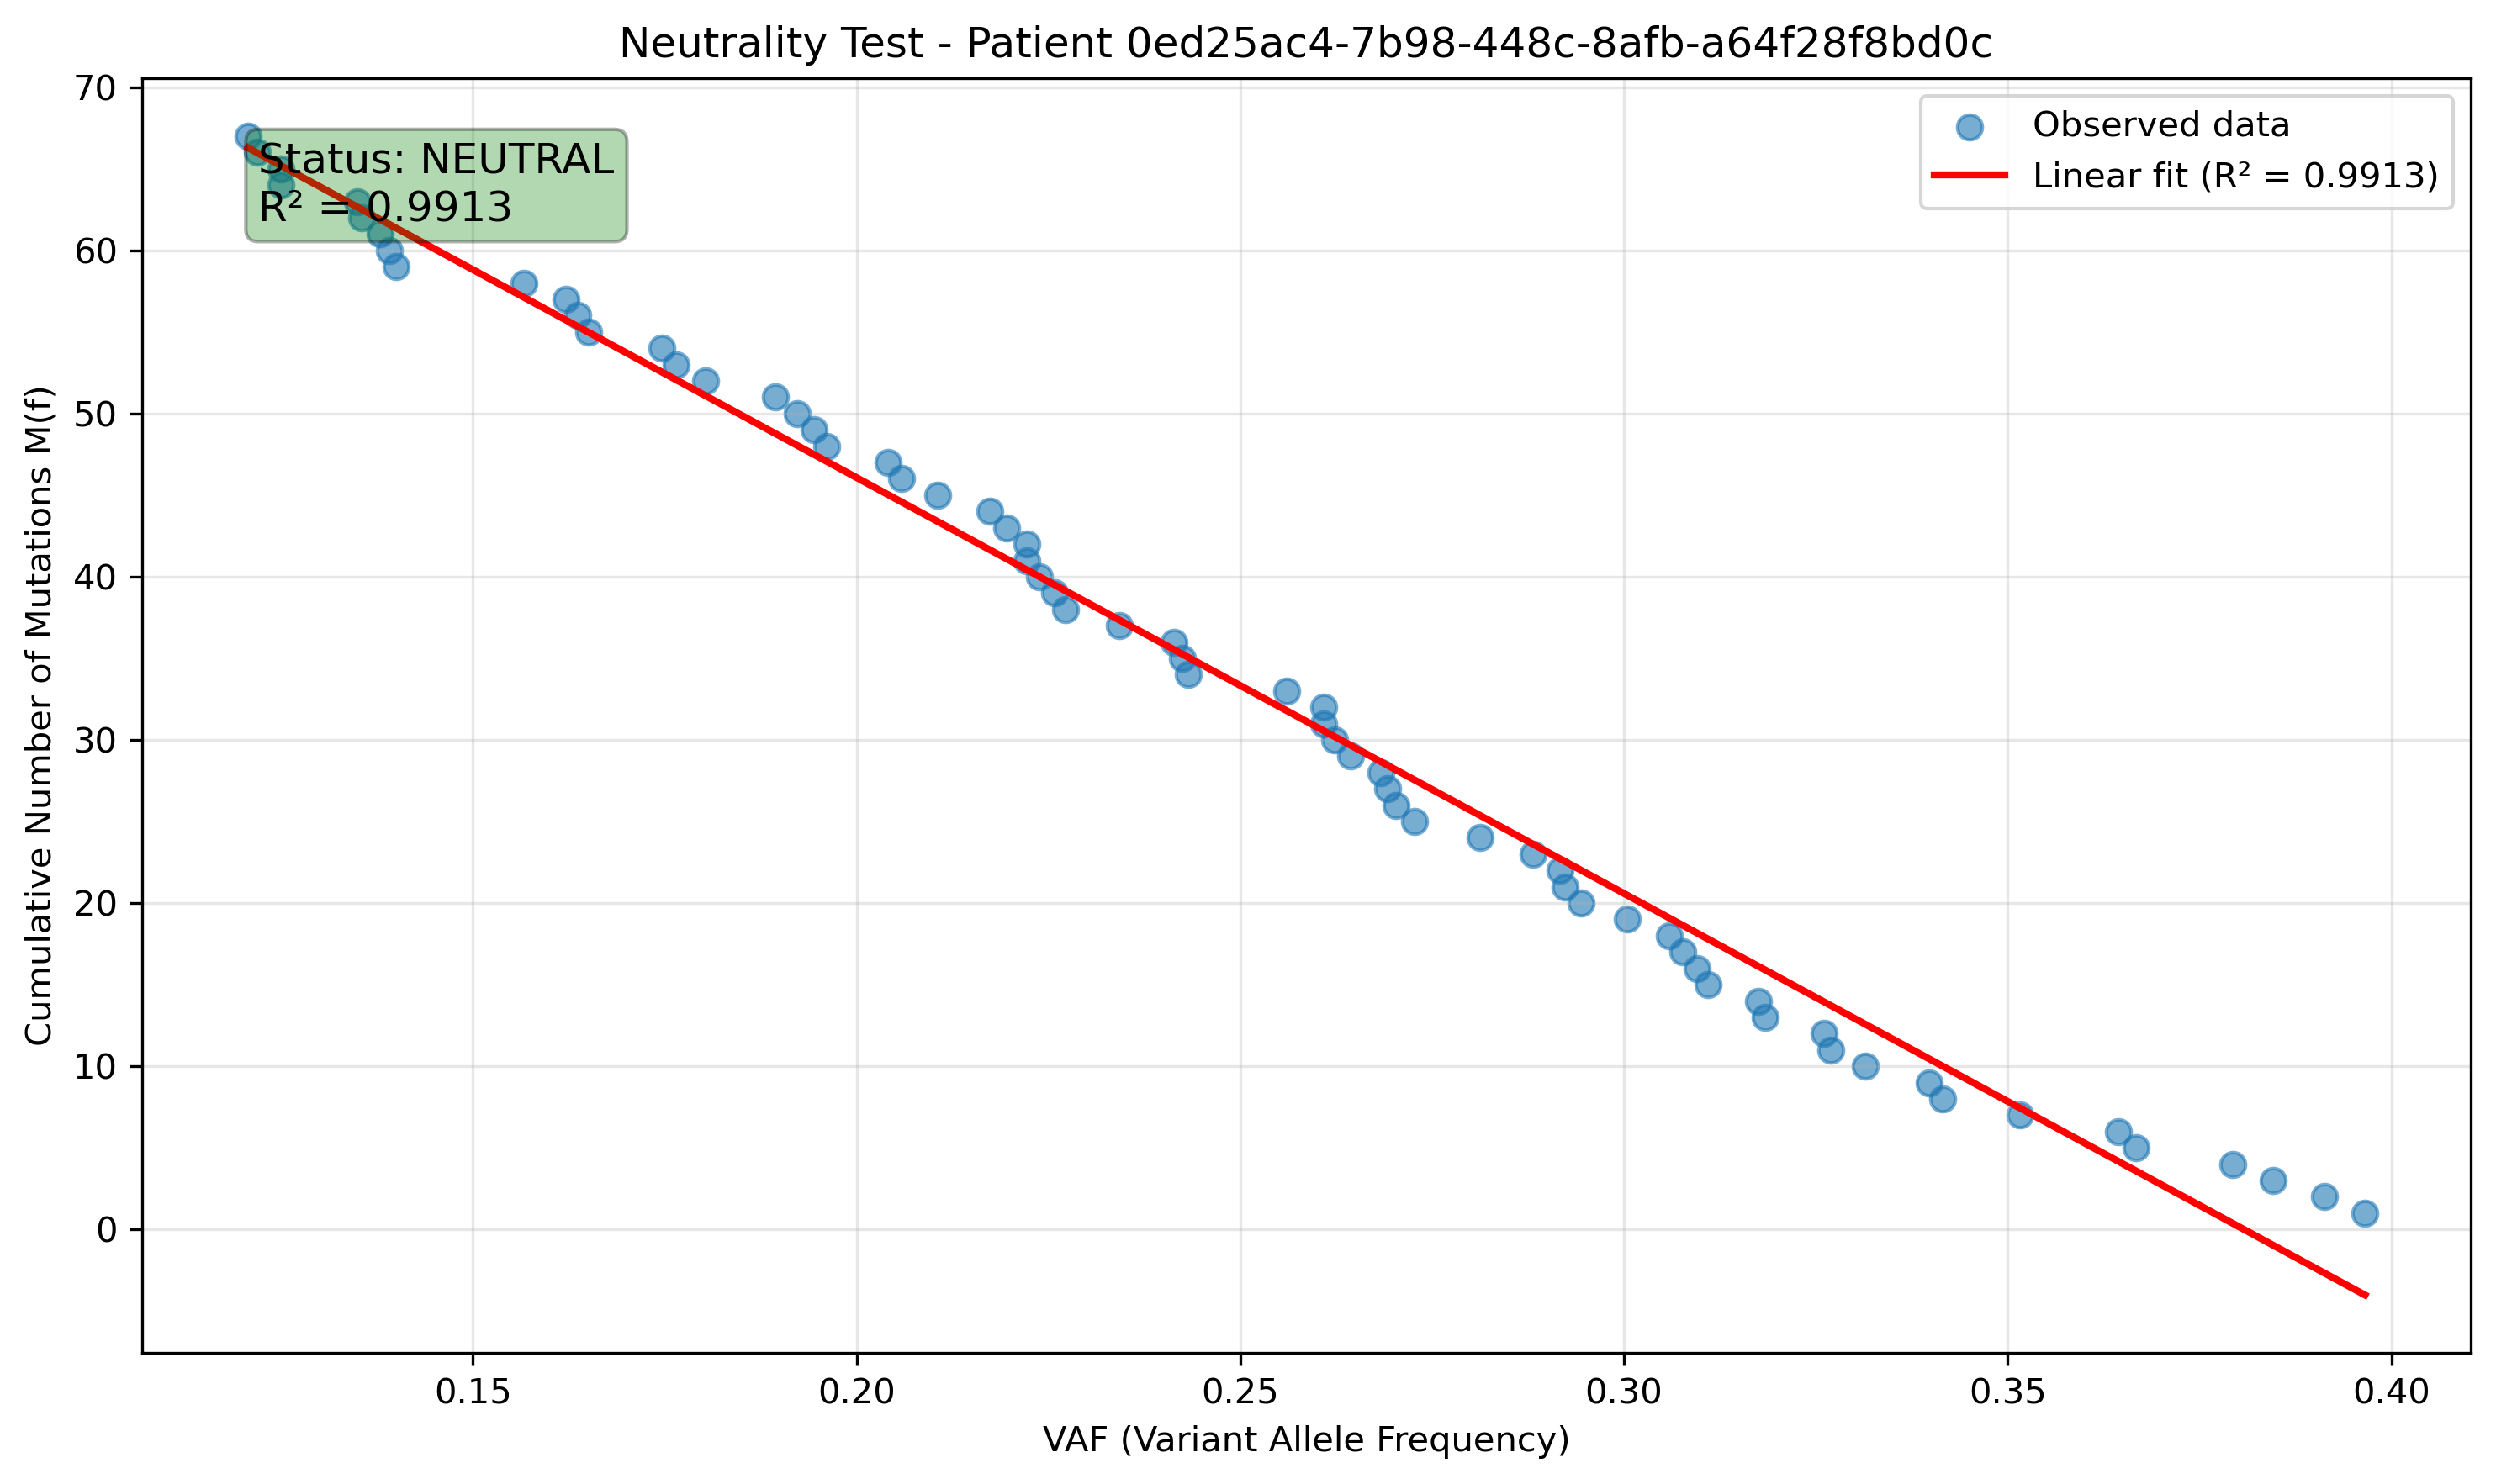 Neutrality Test - Patient 0ed25ac4-7b98-448c-8afb-a64f28f8bd0c
Cumulative Number of Mutations M(f)
70
60
50
40
30
20
10
0
Status: NEUTRAL
R² = 0.9913
Observed data
Linear fit (R² = 0.9913)
0.15
0.20
0.25
0.30
0.35
0.40
VAF (Variant Allele Frequency)